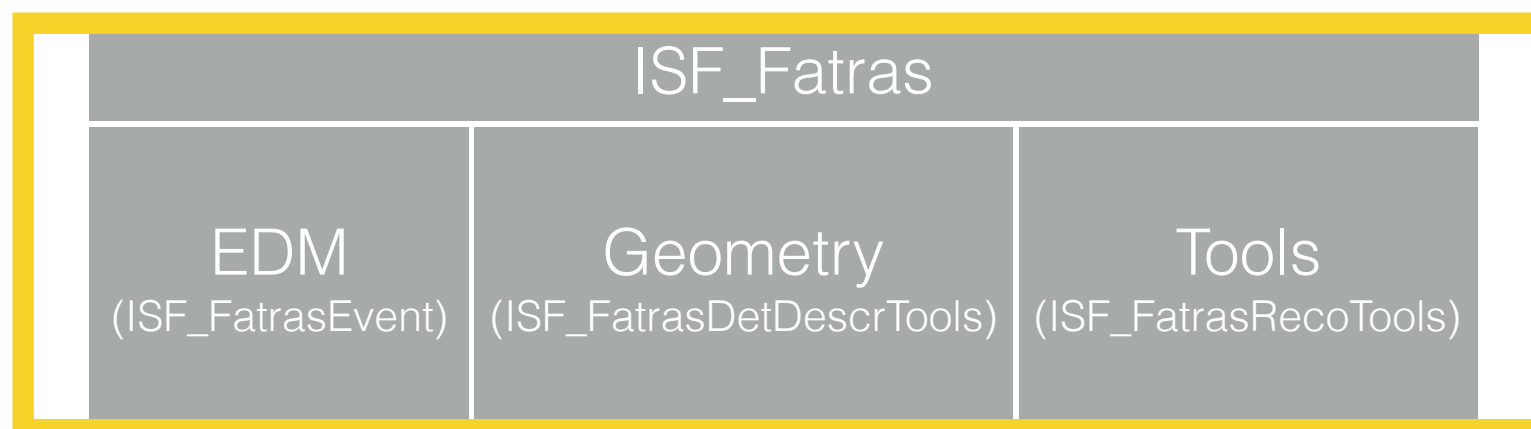 ISF_Fatras
EDM
(ISF_FatrasEvent)
Geometry
(ISF_FatrasDetDescrTools)
Tools
(ISF_FatrasRecoTools)